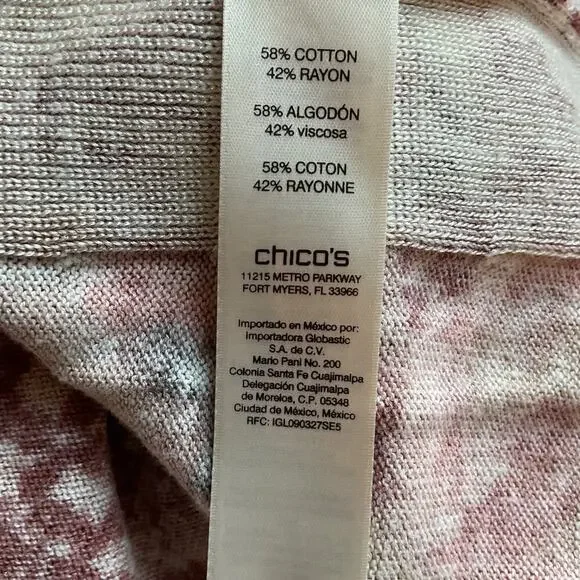 58% COTTON
42% RAYON
58% ALGODÓN
42% viscosa
58% COTON
42% RAYONNE
chico's
11215 METRO PARKWAY
FORT MYERS, FL 33966
Importado en México por:
Importadora Globastic
S.A. de C.V.
Mario Pani No. 200
Colonia Santa Fe Cuajimalpa
Delegación Cuajimalpa
de Morelos, C.P. 05348
Ciudad de México, México
RFC: IGL090327SE5